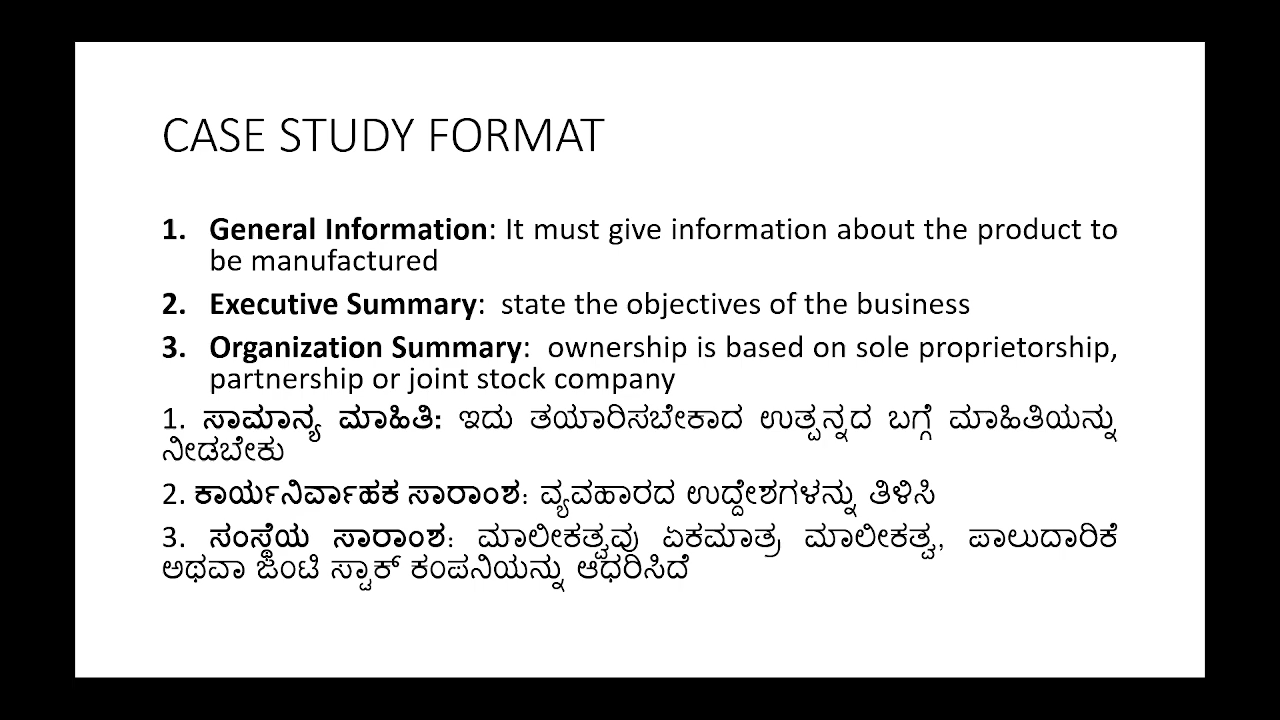 CASE STUDY FORMAT
1. General Information: It must give information about the product to
be manufactured
2. Executive Summary: state the objectives of the business
3. Organization Summary: ownership is based on sole proprietorship,
partnership or joint stock company
1. ಸಾಮಾನ್ಯ ಮಾಹಿತಿ: ಇದು ತಯಾರಿಸಬೇಕಾದ ಉತ್ಪನ್ನದ ಬಗ್ಗೆ ಮಾಹಿತಿಯನ್ನು
ನೀಡಬೇಕು
2. ಕಾರ್ಯನಿರ್ವಾಹಕ ಸಾರಾಂಶ: ವ್ಯವಹಾರದ ಉದ್ದೇಶಗಳನ್ನು ತಿಳಿಸಿ
3. ಸಂಸ್ಥೆಯ ಸಾರಾಂಶ: ಮಾಲೀಕತ್ವವು ಏಕಮಾತ್ರ ಮಾಲೀಕತ್ವ, ಪಾಲುದಾರಿಕೆ
ಅಥವಾ ಜಂಟಿ ಸ್ಟಾಕ್ ಕಂಪನಿಯನ್ನು ಆಧರಿಸಿದೆ